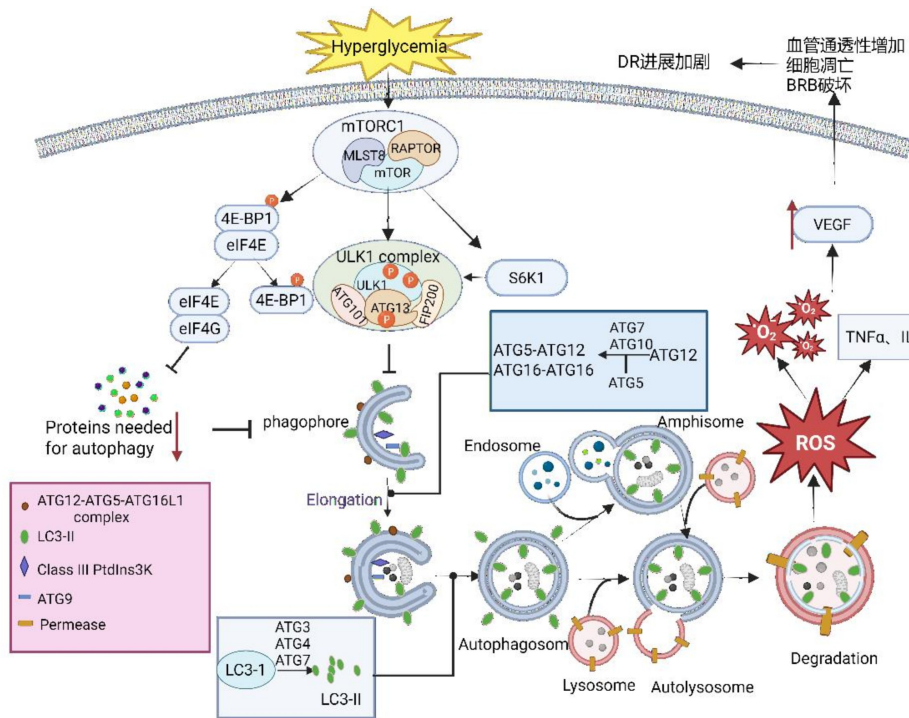 Hyperglycemia
血管通透性增加
细胞凋亡
BRB破坏
DR进展加剧
mTORC1
RAPTOR
MLST8
mTOR
P
4E-BP1
eIF4E
ULK1 complex
P
P
ULK1
ATG101
ATG13
P
FIP200
S6K1
VEGF
eIF4E
eIF4G
P
4E-BP1
ATG7
ATG10
ATG5-ATG12
ATG16-ATG16
ATG12
ATG5
O₂
O₂
O₂
TNFα、IL
Proteins needed
for autophagy
phagophore
Endosome
Amphisome
ROS
Elongation
ATG12-ATG5-ATG16L1
complex
LC3-II
Class III PtdIns3K
ATG9
Permease
ATG3
ATG4
ATG7
LC3-1
LC3-II
Autophagosom
Lysosome
Autolysosome
Degradation